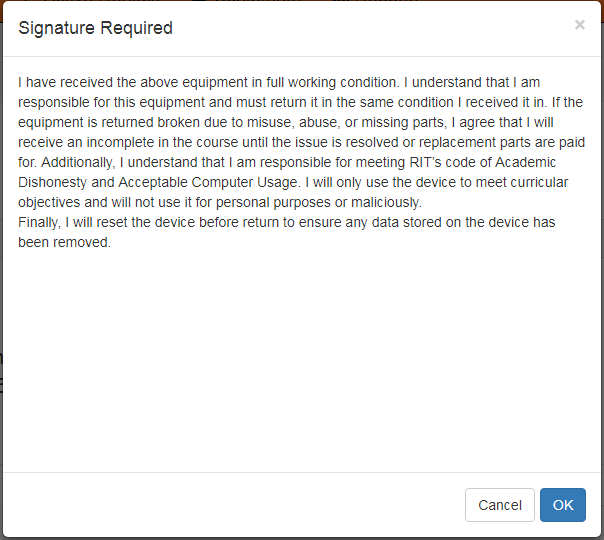 Signature Required
×
I have received the above equipment in full working condition. I understand that I am
responsible for this equipment and must return it in the same condition I received it in. If the
equipment is returned broken due to misuse, abuse, or missing parts, I agree that I will
receive an incomplete in the course until the issue is resolved or replacement parts are paid
for. Additionally, I understand that I am responsible for meeting RIT's code of Academic
Dishonesty and Acceptable Computer Usage. I will only use the device to meet curricular
objectives and will not use it for personal purposes or maliciously.
Finally, I will reset the device before return to ensure any data stored on the device has
been removed.
Cancel OK